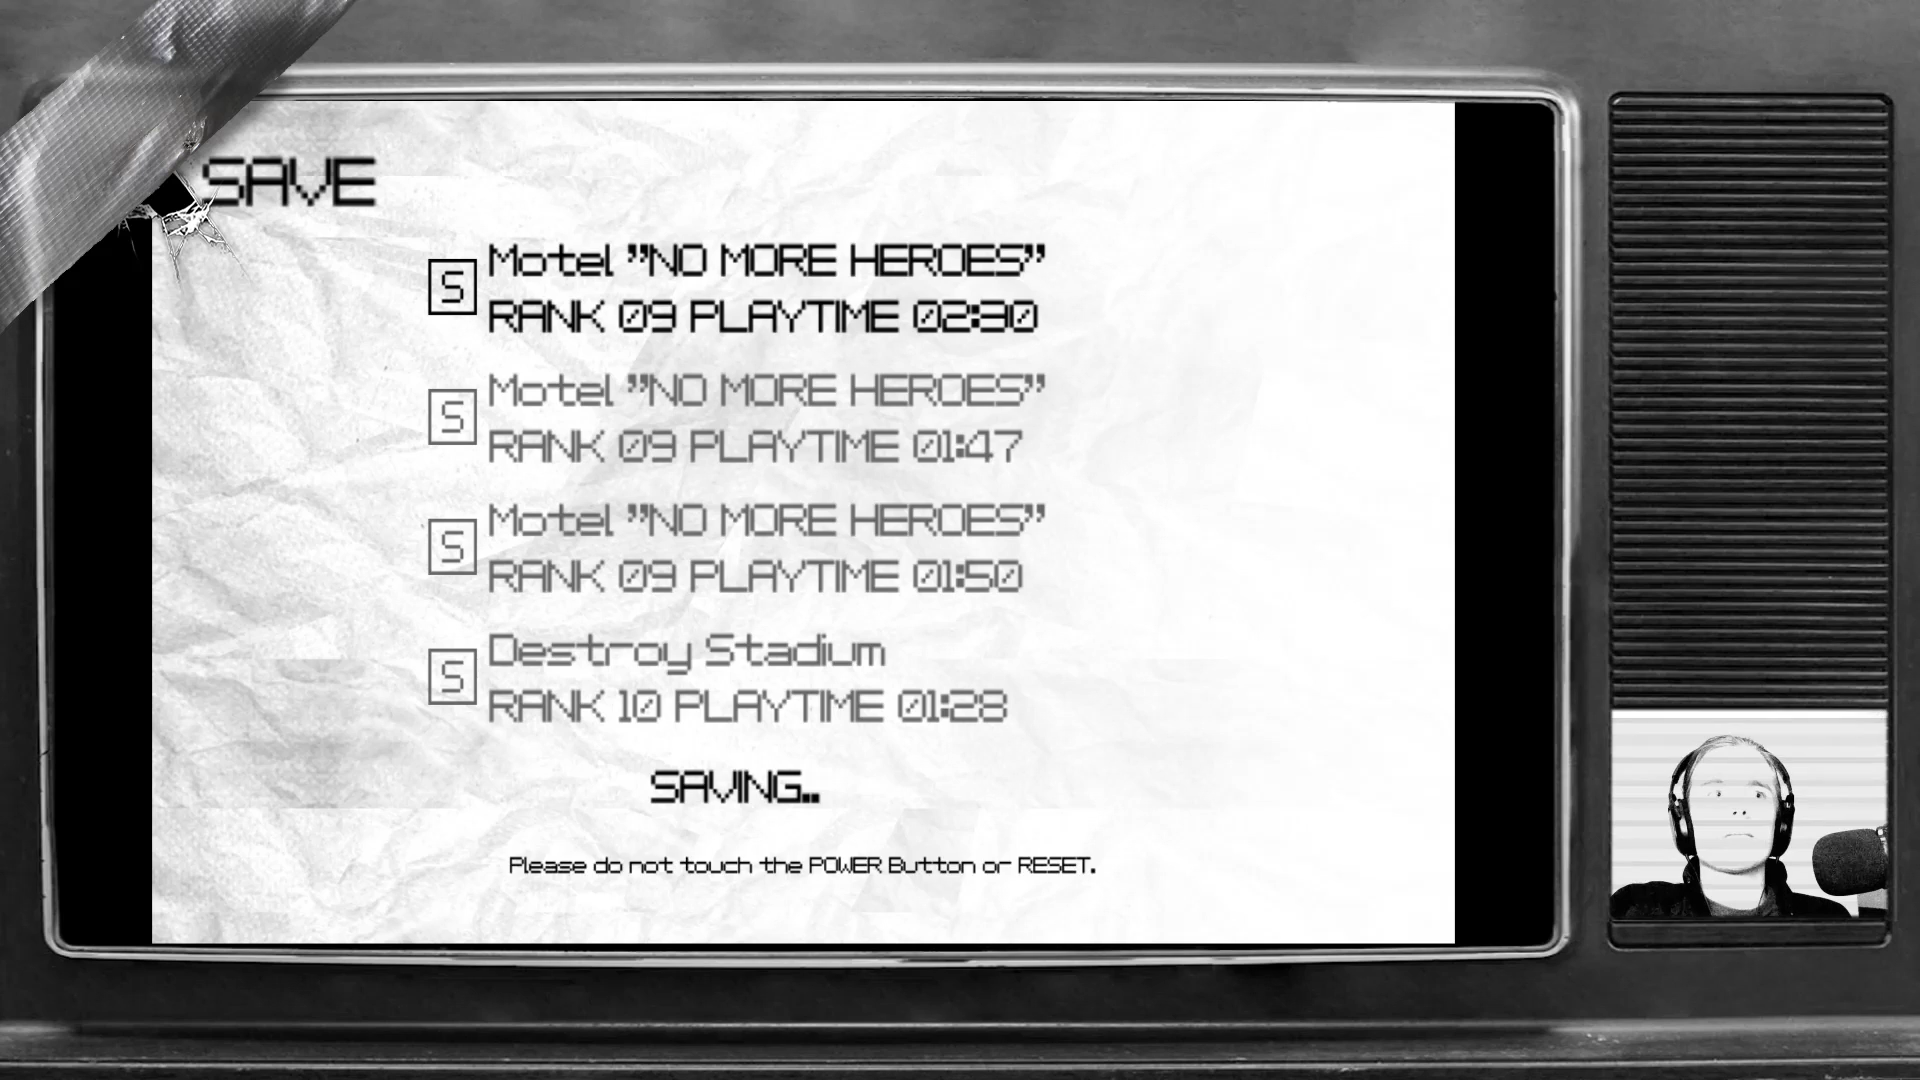 SAVE
S
Motel "NO MORE HEROES"
RANK 09 PLAYTIME 02:30
S
Motel "NO MORE HEROES"
RANK 09 PLAYTIME 01:47
S
Motel "NO MORE HEROES"
RANK 09 PLAYTIME 01:50
S
Destroy Stadium
RANK 10 PLAYTIME 01:28
SAVING..
Please do not touch the POWER Button or RESET.